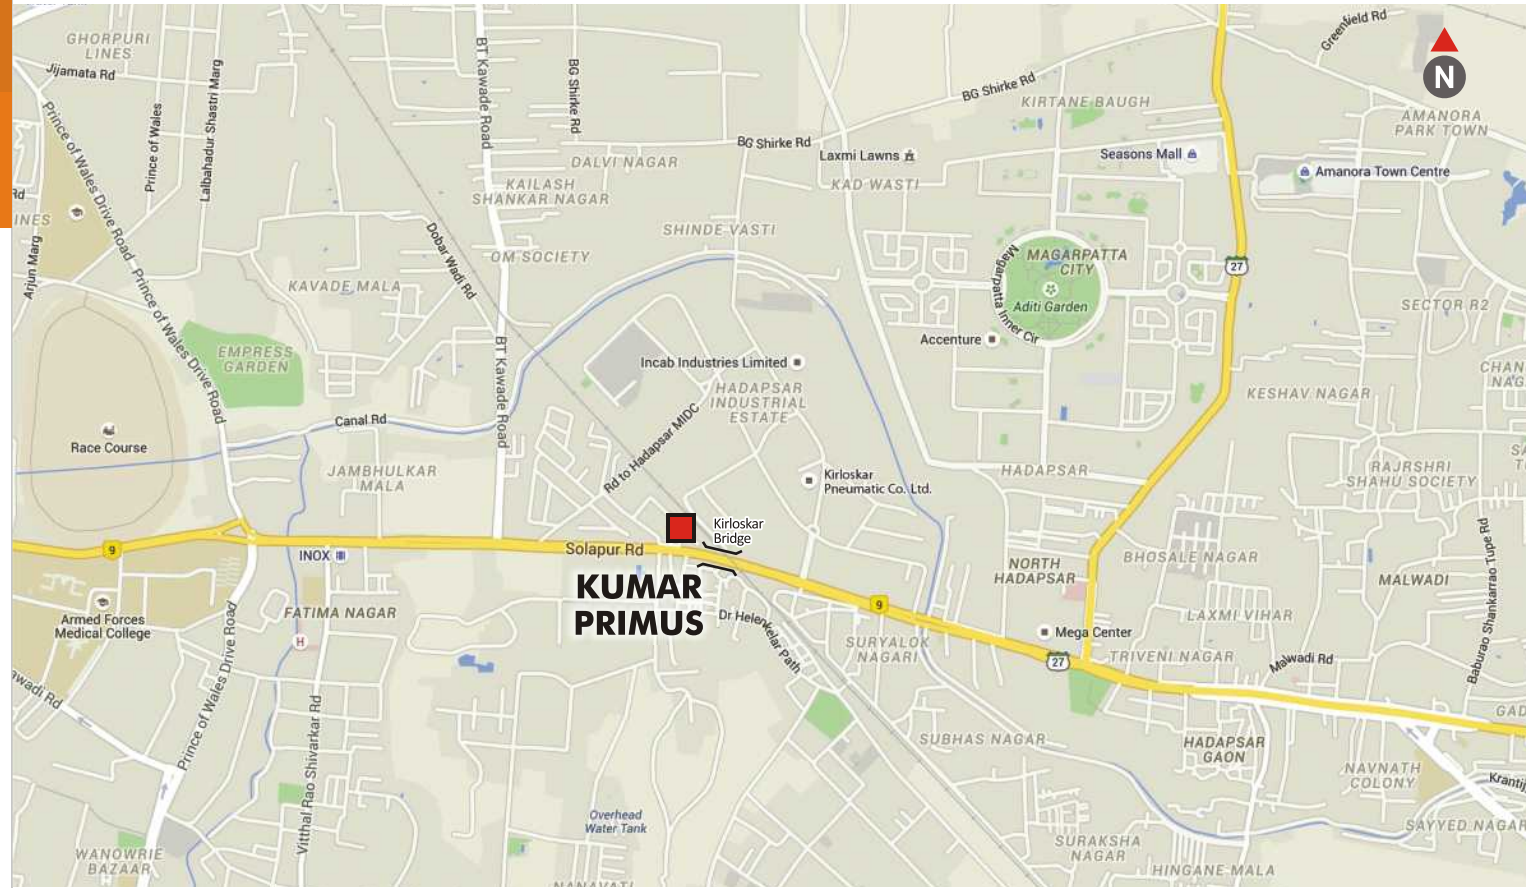 GHORPURI
LINES
Jijamata Rd
Prince of Wales
Lalbahadur Shastri Marg
BT Kawade Road
BG Shirke Rd
BG Shirke Rd
BG Shirke Rd
Greenfield Rd
N
KIRTANE BAUGH
AMANORA
PARK TOWN
Prince of Wales Drive Road
Laxmi Lawns
Seasons Mall
Amanora Town Centre
DALVI NAGAR
KAILASH
SHANKAR NAGAR
KAD WASTI
Rd
INES
Arjun Marg
SHINDE VASTI
OM SOCIETY
Dobar Wadi Rd
KAVADE MALA
Prince of Wales Drive Road
MAGARPATTA
CITY
Magarpatta Inner Cir
Aditi Garden
27
SECTOR R2
Accenture
EMPRESS
GARDEN
BT Kawade Road
Incab Industries Limited
HADAPSAR
INDUSTRIAL
ESTATE
KESHAV NAGAR
CHAN
NAG
Canal Rd
Race Course
Rd to Hadapsar MIDC
JAMBHULKAR
MALA
Kirloskar
Pneumatic Co. Ltd.
HADAPSAR
RAJRSHRI
SHAHU SOCIETY
SA
T
Kirloskar
Bridge
9
INOX
Solapur Rd
KUMAR
PRIMUS
NORTH
HADAPSAR
BHOSALE NAGAR
MALWADI
Baburao Shankarrao Tupe Rd
Armed Forces
Medical College
FATIMA NAGAR
H
Dr Helenkelar Path
9
SURYALOK
NAGARI
LAXMI VIHAR
Mega Center
27
TRIVENI NAGAR
Malwadi Rd
awadi Rd
Prince of Wales Drive Road
Vitthal Rao Shivarkar Rd
GAD
SUBHAS NAGAR
HADAPSAR
GAON
NAVNATH
COLONY
Krantij
Overhead
Water Tank
SAYYED NAGAR
WANOWRIE
BAZAAR
SURAKSHA
NAGAR
HINGANE MALA
NANAVATI